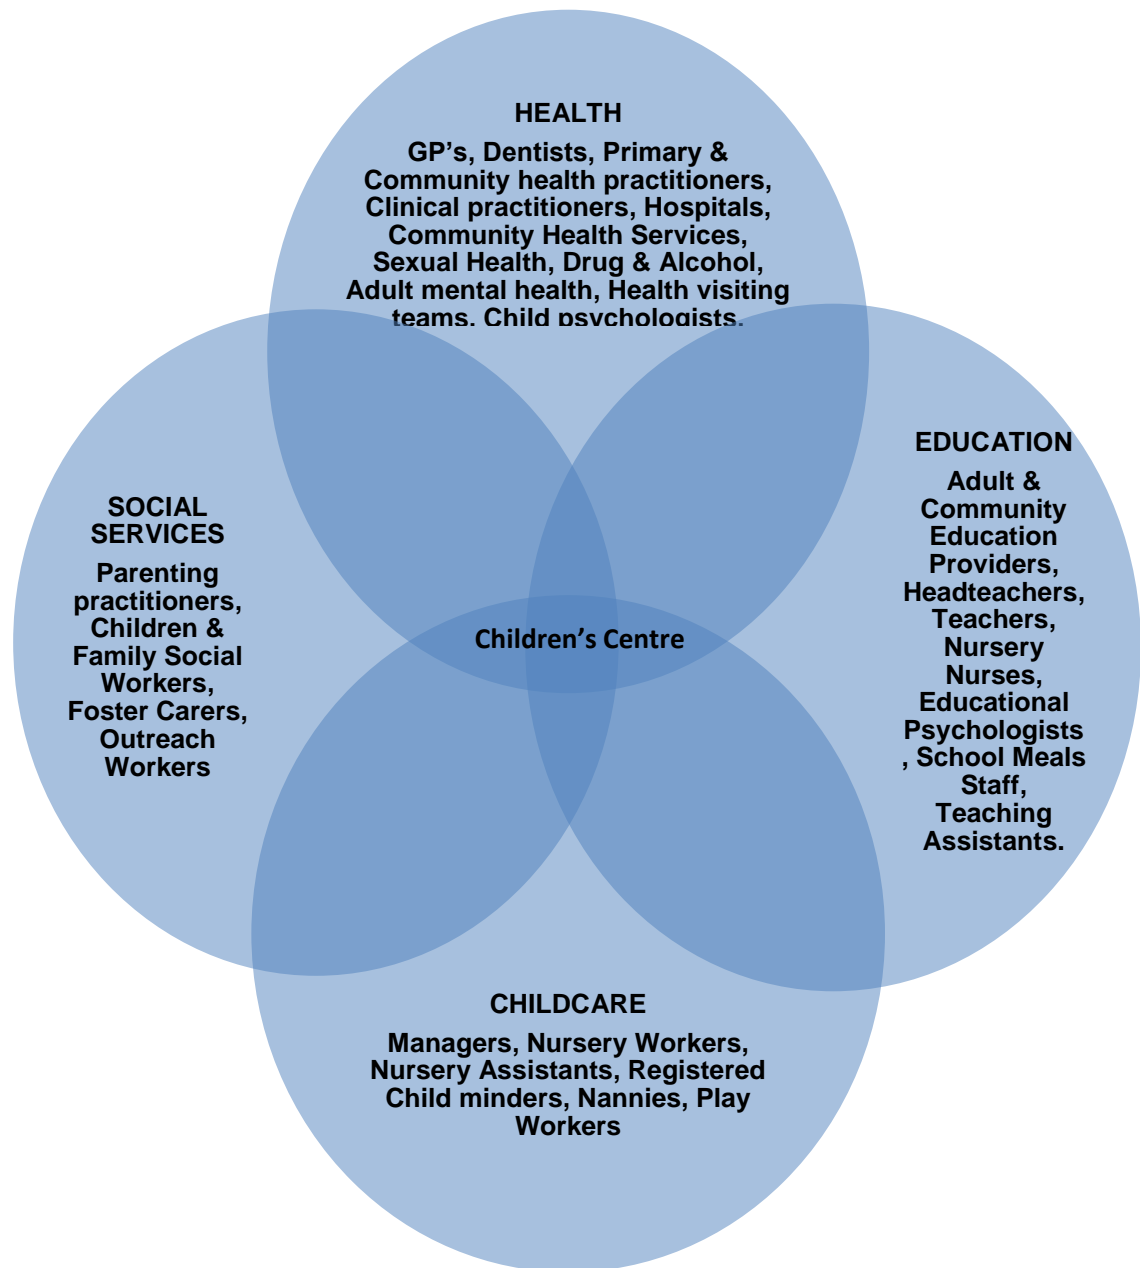 HEALTH
GP's, Dentists, Primary &
Community health practitioners,
Clinical practitioners, Hospitals,
Community Health Services,
Sexual Health, Drug & Alcohol,
Adult mental health, Health visiting
teams. Child psychologists.
SOCIAL
SERVICES
Parenting
practitioners,
Children &
Family Social
Workers,
Foster Carers,
Outreach
Workers
Children's Centre
EDUCATION
Adult &
Community
Education
Providers,
Headteachers,
Teachers,
Nursery
Nurses,
Educational
Psychologists
, School Meals
Staff,
Teaching
Assistants.
CHILDCARE
Managers, Nursery Workers,
Nursery Assistants, Registered
Child minders, Nannies, Play
Workers